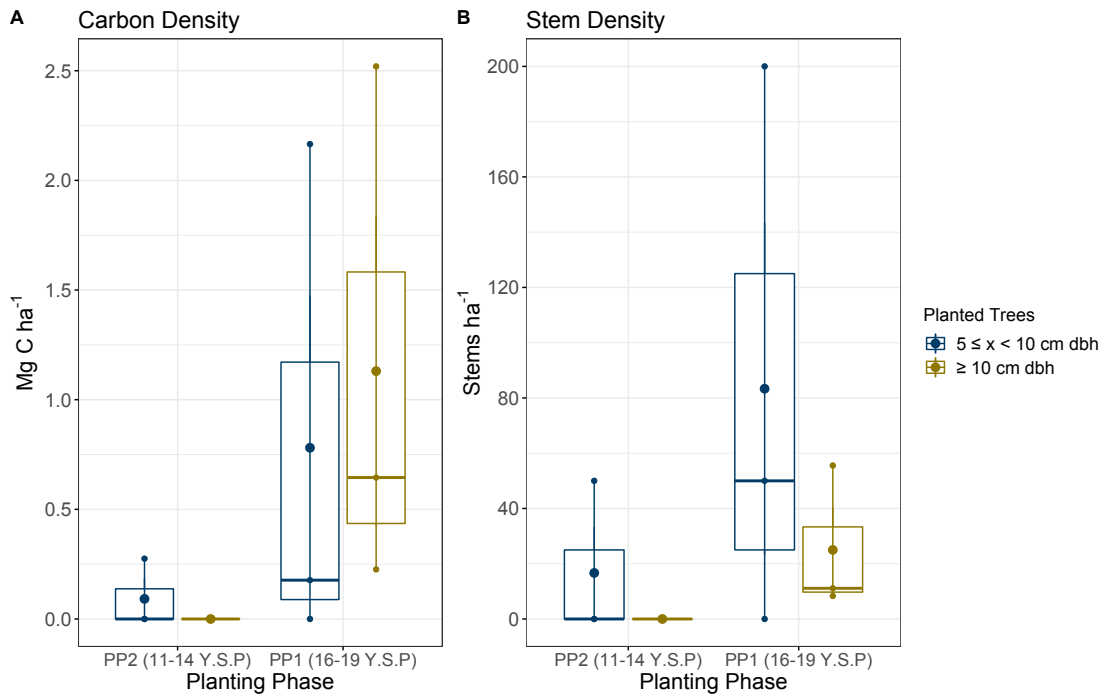 A Carbon Density
Mg C ha⁻¹
2.5
2.0
1.5
1.0
0.5
0.0
PP2 (11-14 Y.S.P) PP1 (16-19 Y.S.P)
Planting Phase
B Stem Density
Stems ha⁻¹
200
160
120
80
40
0
PP2 (11-14 Y.S.P) PP1 (16-19 Y.S.P)
Planting Phase
Planted Trees
5 ≤ x < 10 cm dbh
≥ 10 cm dbh